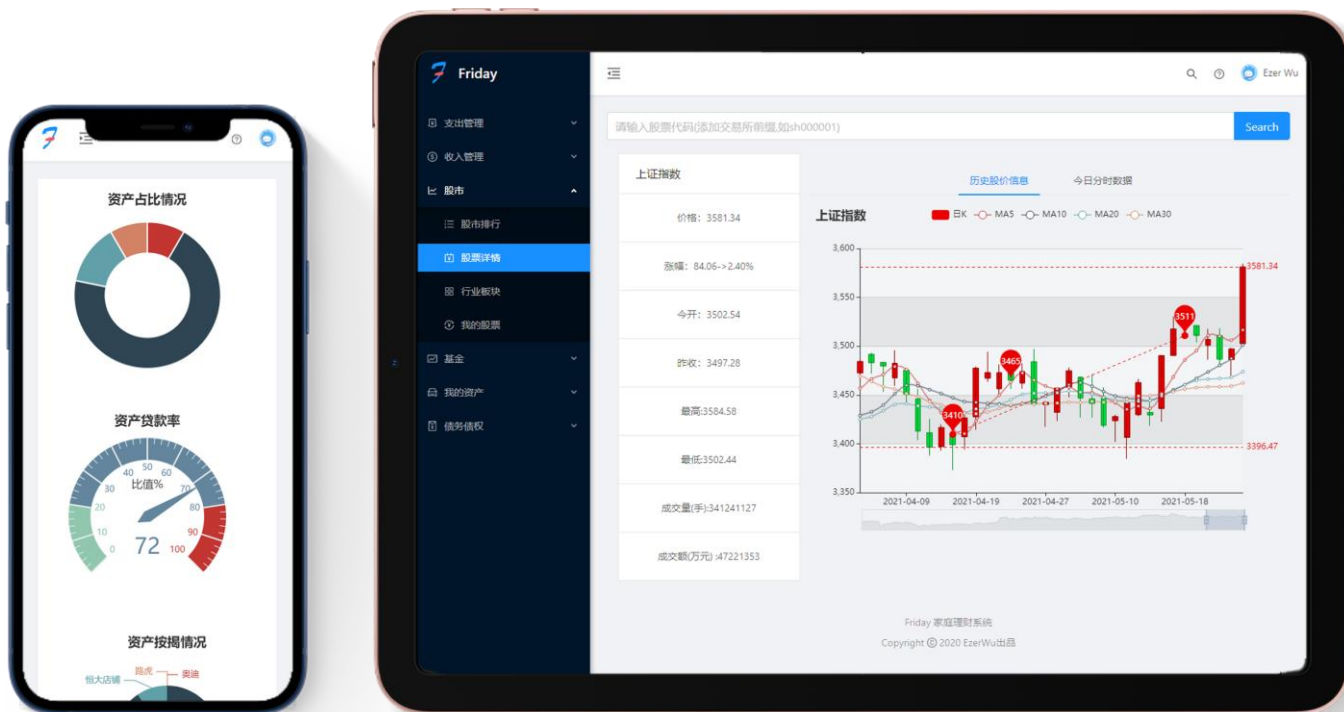 资产占比情况
资产贷款率
50
40
60
30
比值%
70
20
80
10
90
0
72
100
资产按揭情况
路虎
奥迪
恒大店铺
Friday
Ezer Wu
支出管理
收入管理
股市
股市排行
股票详情
行业板块
我的股票
基金
我的资产
债务债权
请输入股票代码(添加交易所前缀,如sh000001)
Search
上证指数
价格：3581.34
涨幅：84.06->2.40%
今开：3502.54
昨收：3497.28
最高:3584.58
最低:3502.44
成交量(手):341241127
成交额(万元) :47221353
历史股价信息
今日分时数据
上证指数
日K
MA5
MA10
MA20
MA30
3,600
3581.34
3,550
3511
3,500
3465
3,450
3410
3,400
3396.47
3,350
2021-04-09
2021-04-19
2021-04-27
2021-05-10
2021-05-18
Friday 家庭理财系统
Copyright © 2020 EzerWu出品